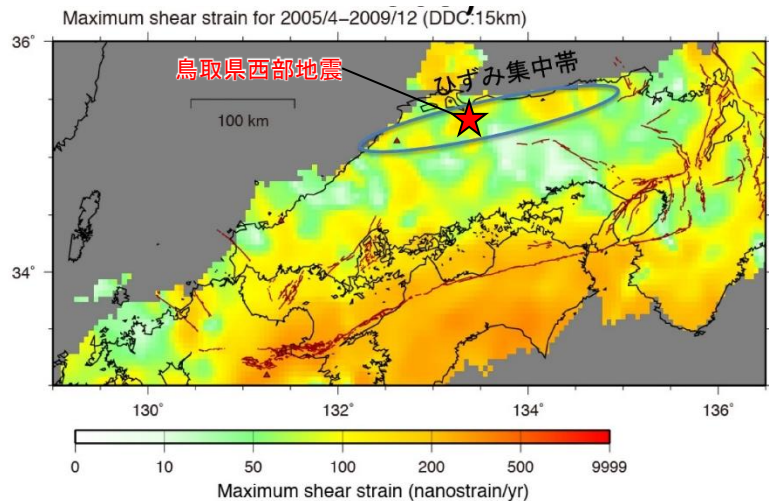 Maximum shear strain for 2005/4−2009/12 (DDC:15km)
36°
鳥取県西部地震
ひずみ集中帯
100 km
34°
130°
132°
134°
136°
0
10
50
100
200
500
9999
Maximum shear strain (nanostrain/yr)